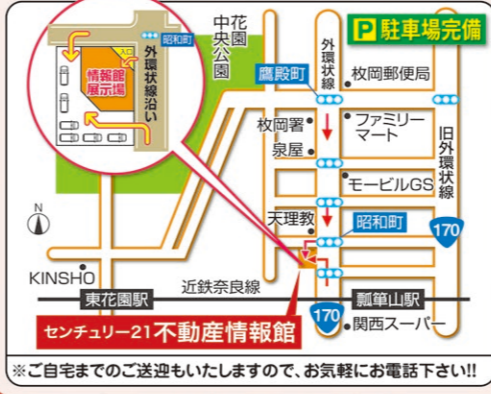 P 駐車場完備
昭和町
入口
情報館
展示場
外環状線沿い
花園
中央公園
鷹殿町
外環状線
枚岡郵便局
枚岡署
泉屋
ファミリー
マート
旧外環状線
モービルGS
天理教
昭和町
170
N
KINSHO
近鉄奈良線
東花園駅
瓢箪山駅
センチュリー21不動産情報館
170
関西スーパー
※ご自宅までのご送迎もいたしますので、お気軽にお電話下さい!!